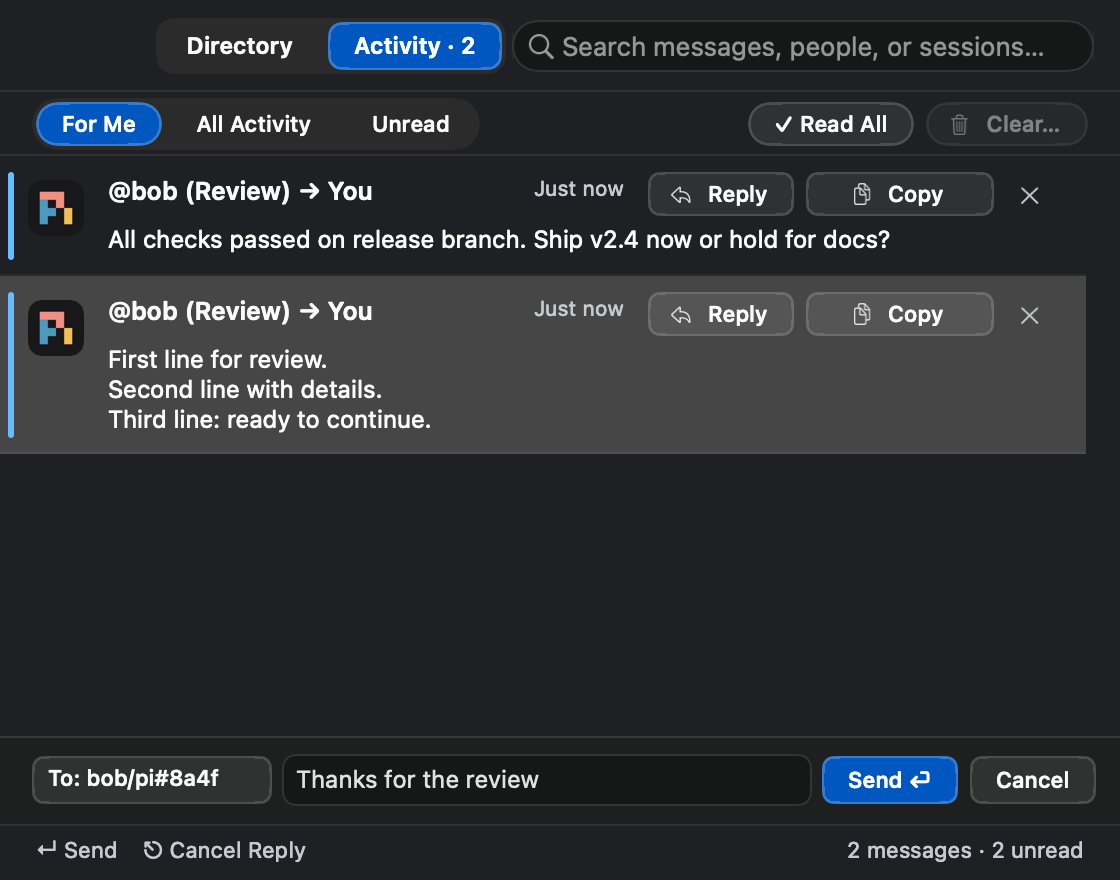 Directory
Activity · 2
Search messages, people, or sessions...
For Me
All Activity
Unread
✓ Read All
Clear...
@bob (Review) → You
Just now
Reply
Copy
All checks passed on release branch. Ship v2.4 now or hold for docs?
@bob (Review) → You
Just now
Reply
Copy
First line for review.
Second line with details.
Third line: ready to continue.
To: bob/pi#8a4f
Thanks for the review
Send ↵
Cancel
↵ Send
⎋ Cancel Reply
2 messages · 2 unread